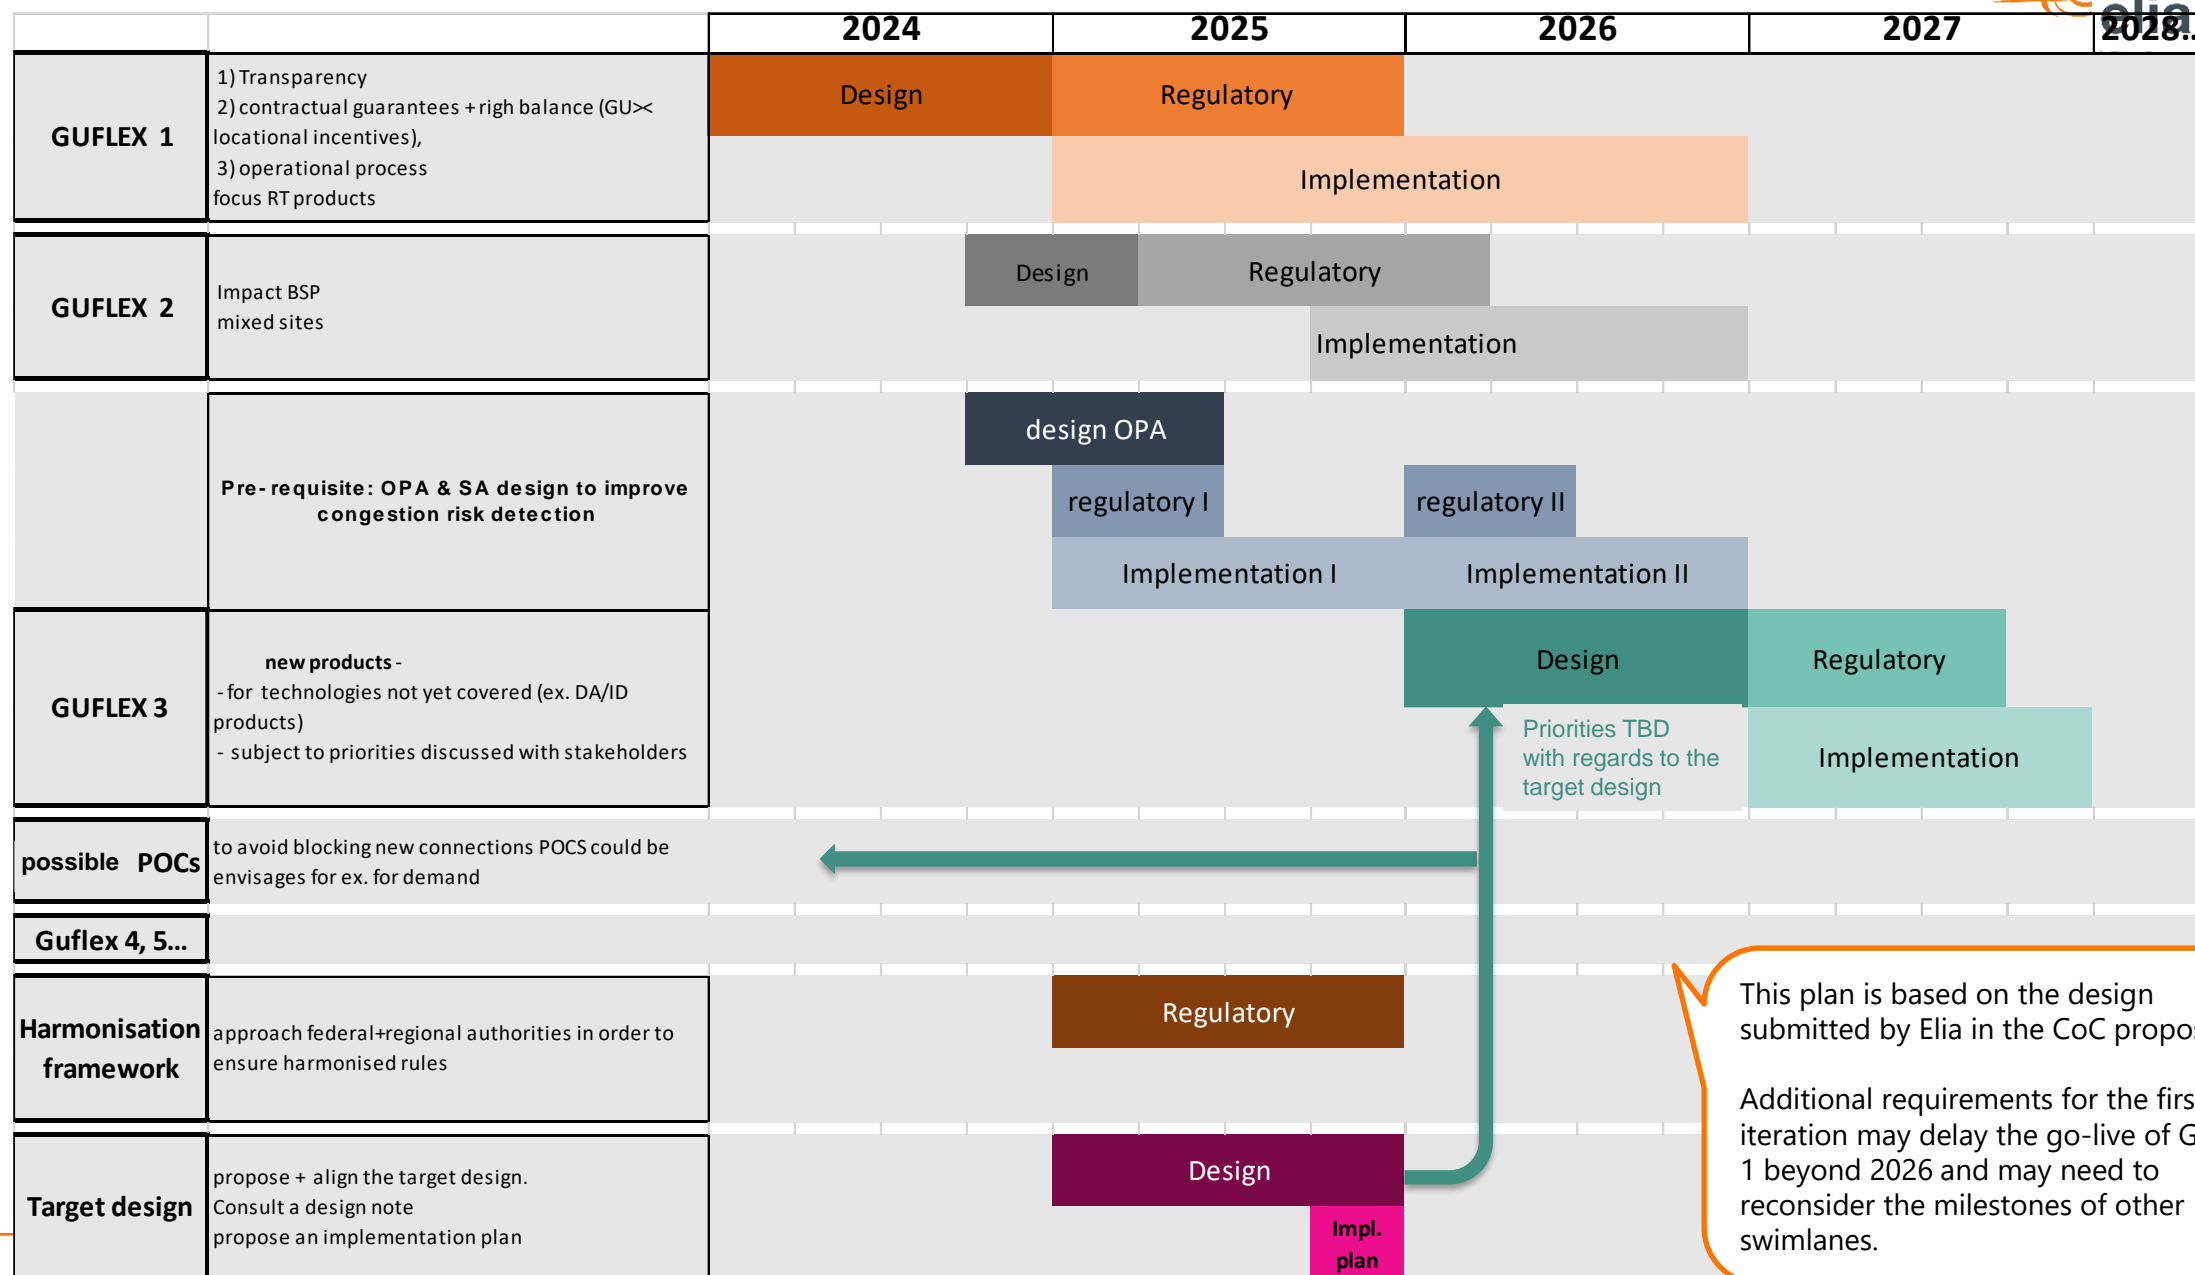 elia
2024 2025 2026 2027 2028..
GUFLEX 1
1) Transparency
2) contractual guarantees + righ balance (GU><
locational incentives),
3) operational process
focus RT products
Design
Regulatory
Implementation
GUFLEX 2
Impact BSP
mixed sites
Design
Regulatory
Implementation
Pre-requisite: OPA & SA design to improve
congestion risk detection
design OPA
regulatory I
regulatory II
Implementation I
Implementation II
GUFLEX 3
new products -
- for technologies not yet covered (ex. DA/ID
products)
- subject to priorities discussed with stakeholders
Design
Regulatory
Priorities TBD
with regards to the
target design
Implementation
possible POCs
to avoid blocking new connections POCS could be
envisages for ex. for demand
Guflex 4, 5...
Harmonisation
framework
approach federal+regional authorities in order to
ensure harmonised rules
Regulatory
Target design
propose + align the target design.
Consult a design note
propose an implementation plan
Design
Impl.
plan
This plan is based on the design
submitted by Elia in the CoC propos
Additional requirements for the firs
iteration may delay the go-live of G
1 beyond 2026 and may need to
reconsider the milestones of other
swimlanes.